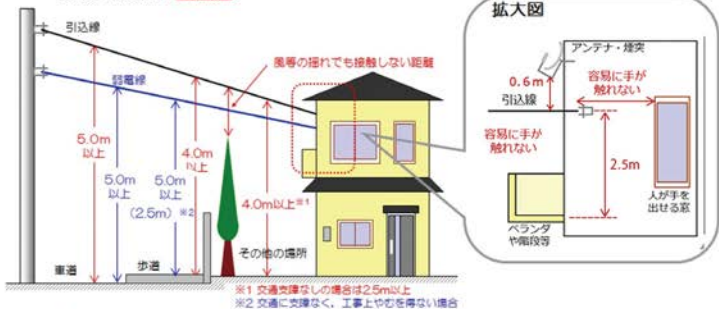 引込線
弱電線
風等の揺れでも接触しない距離
5.0m
以上
5.0m
以上
5.0m
以上
(2.5m)※2
4.0m
以上
4.0m以上※1
車道
歩道
その他の場所
※1 交通支障なしの場合は2.5m以上
※2 交通に支障なく、工事上やむを得ない場合
拡大図
アンテナ・煙突
0.6m
容易に手が
触れない
引込線
容易に手が
触れない
2.5m
人が手を
出せる窓
ベランダ
や階段等